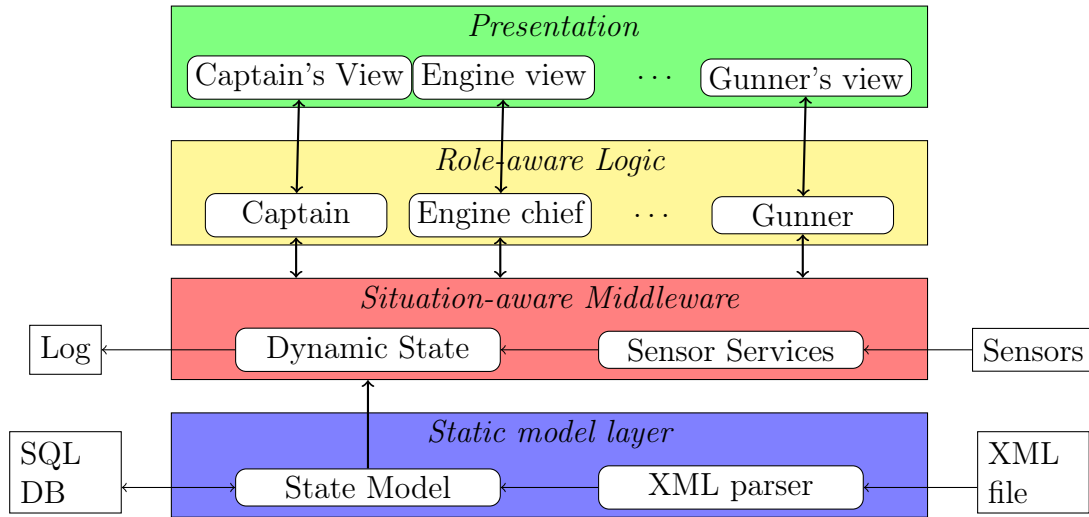 Presentation
Captain's View
Engine view
...
Gunner's view
Role-aware Logic
Captain
Engine chief
...
Gunner
Situation-aware Middleware
Log
Dynamic State
Sensor Services
Sensors
Static model layer
SQL
DB
State Model
XML parser
XML
file